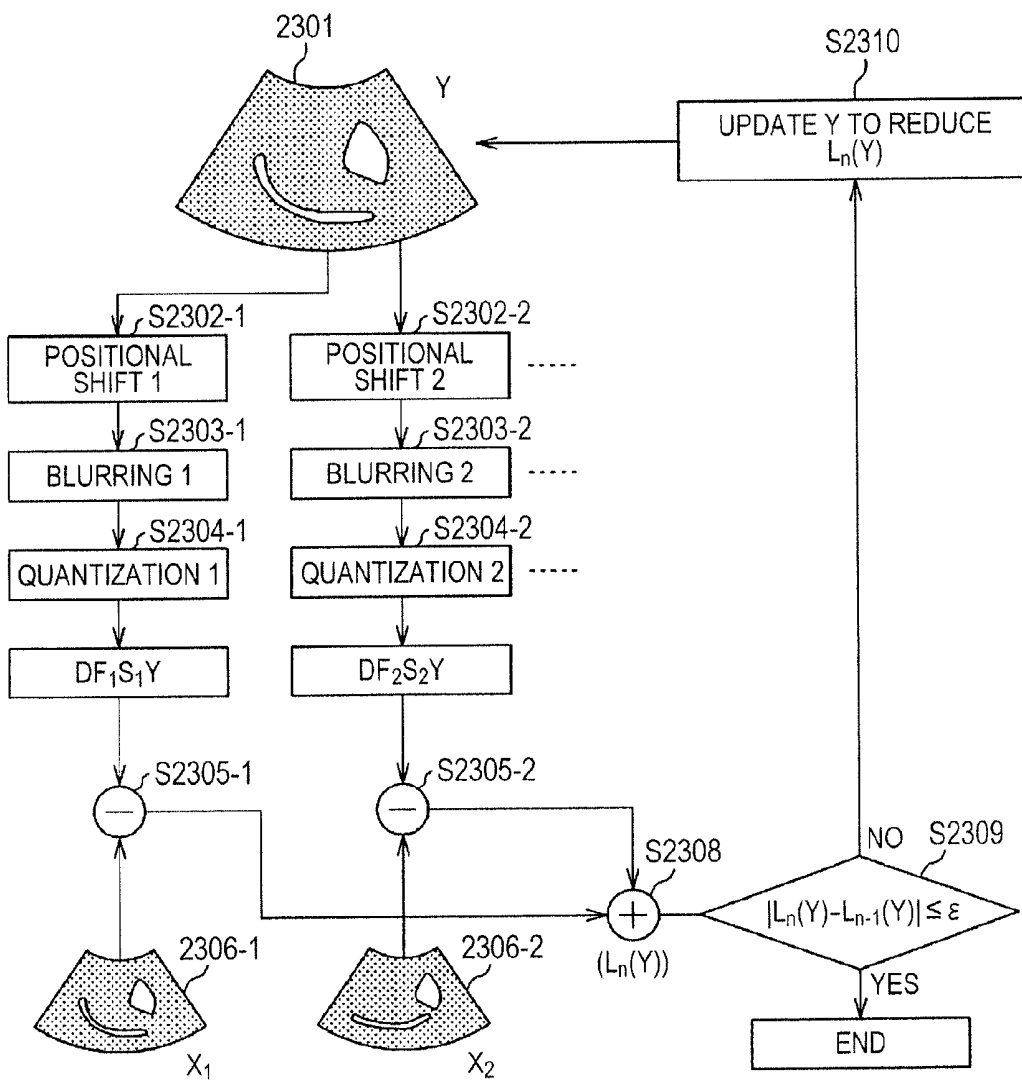 2301
Y
S2310
UPDATE Y TO REDUCE
Lₙ(Y)
S2302-1
POSITIONAL
SHIFT 1
S2302-2
POSITIONAL
SHIFT 2
-----
S2303-1
BLURRING 1
S2303-2
BLURRING 2
-----
S2304-1
QUANTIZATION 1
S2304-2
QUANTIZATION 2
-----
DF₁S₁Y
DF₂S₂Y
S2305-1
−
S2305-2
−
S2308
+
(Lₙ(Y))
NO
S2309
|Lₙ(Y)-Lₙ₋₁(Y)| ≤ ε
YES
END
2306-1
X₁
2306-2
X₂